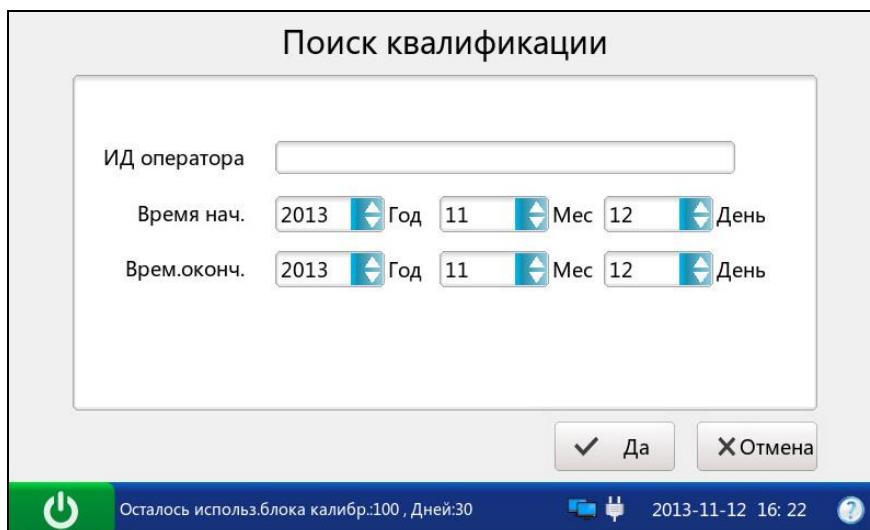 Поиск квалификации
ИД оператора
Время нач. 2013 Год 11 Мес 12 День
Врем.оконч. 2013 Год 11 Мес 12 День
Да Отмена
Осталось использ.блока калибр.:100 , Дней:30 2013-11-12 16: 22 ?